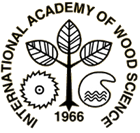 INTERNATIONAL ACADEMY OF WOOD SCIENCE
1966